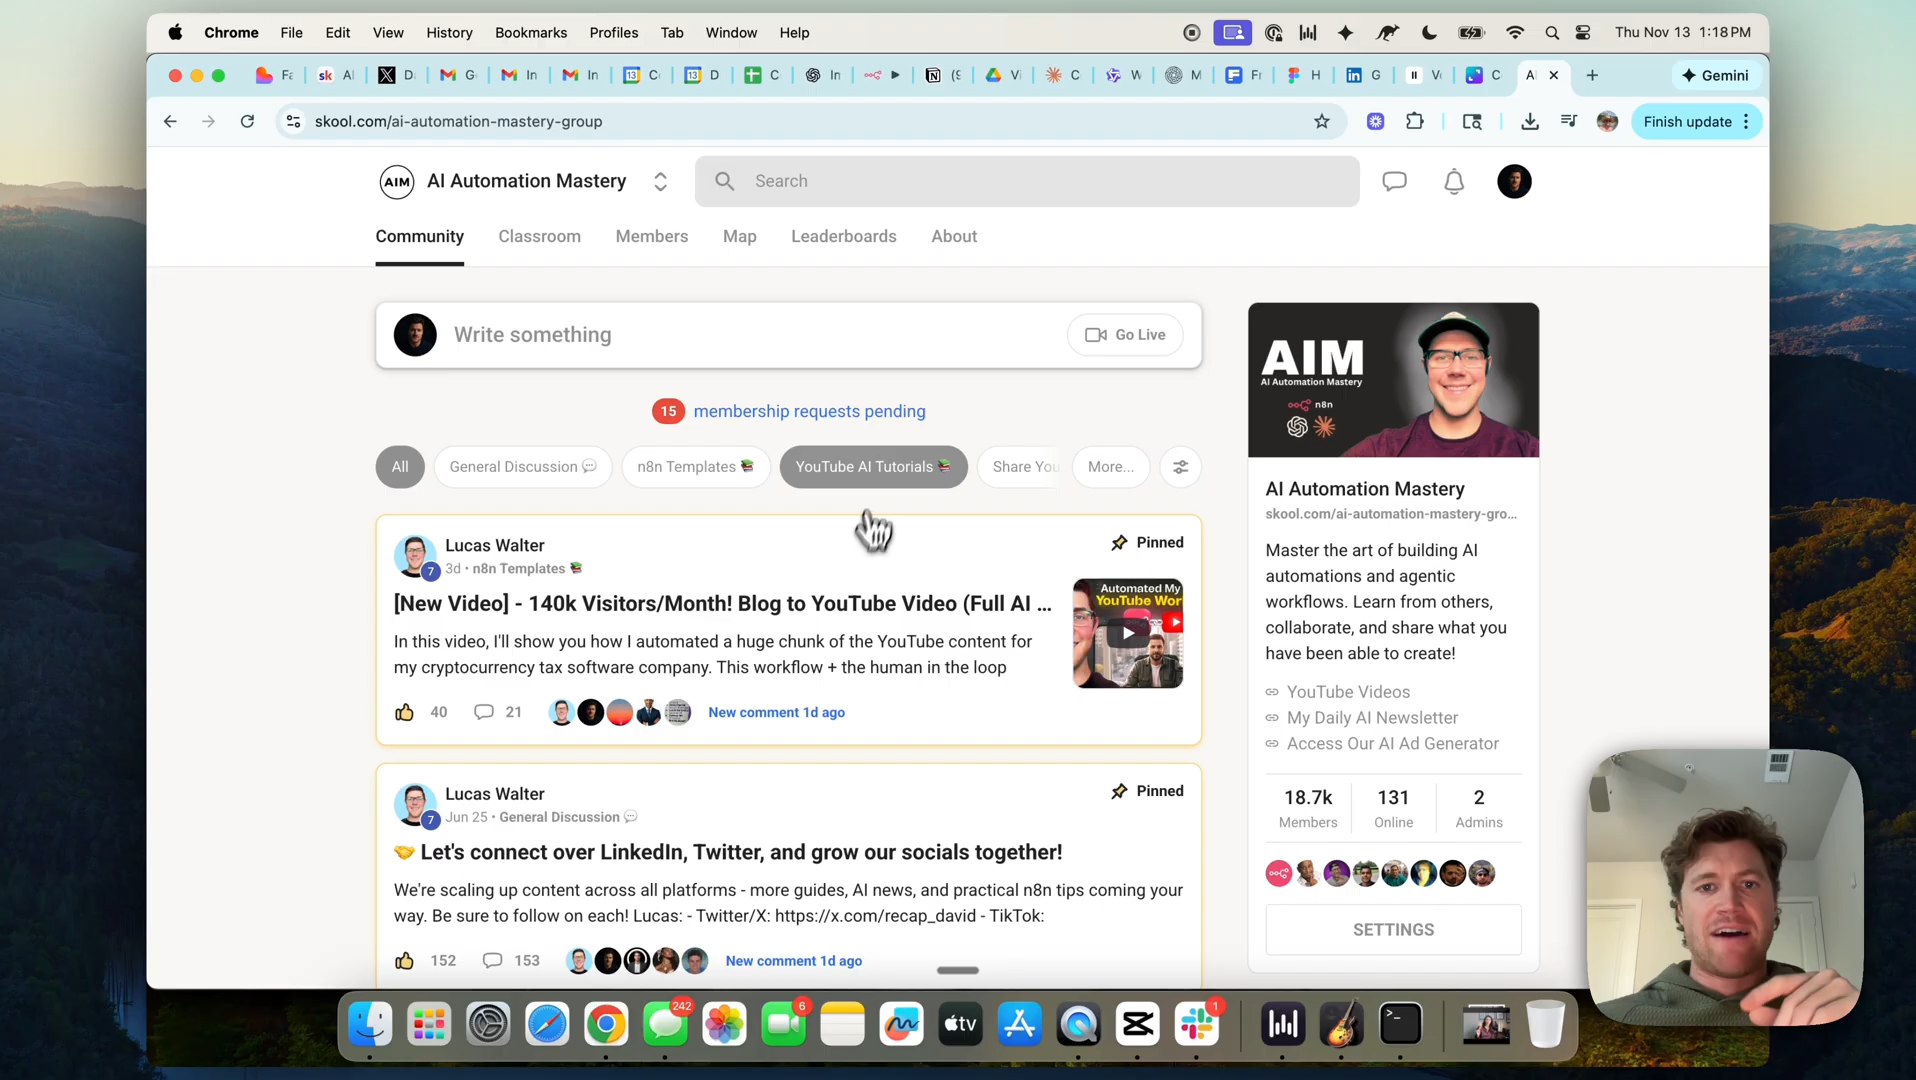 Chrome File Edit View History Bookmarks Profiles Tab Window Help Thu Nov 13 1:18 PM
Gemini
skool.com/ai-automation-mastery-group
Finish update
AIM AI Automation Mastery
Search
Community Classroom Members Map Leaderboards About
Write something
Go Live
15 membership requests pending
All
General Discussion
n8n Templates
YouTube AI Tutorials
Share You
More...
Lucas Walter
7
3d • n8n Templates
Pinned
[New Video] - 140k Visitors/Month! Blog to YouTube Video (Full AI ...
In this video, I'll show you how I automated a huge chunk of the YouTube content for
my cryptocurrency tax software company. This workflow + the human in the loop
Automated My
YouTube Wor
40
21
New comment 1d ago
Lucas Walter
7
Jun 25 • General Discussion
Pinned
Let's connect over LinkedIn, Twitter, and grow our socials together!
We're scaling up content across all platforms - more guides, AI news, and practical n8n tips coming your
way. Be sure to follow on each! Lucas: - Twitter/X: https://x.com/recap_david - TikTok:
152
153
New comment 1d ago
AIM
AI Automation Mastery
n8n
AI Automation Mastery
skool.com/ai-automation-mastery-gro...
Master the art of building AI
automations and agentic
workflows. Learn from others,
collaborate, and share what you
have been able to create!
YouTube Videos
My Daily AI Newsletter
Access Our AI Ad Generator
18.7k
Members
131
Online
2
Admins
SETTINGS
242
6
tv
1